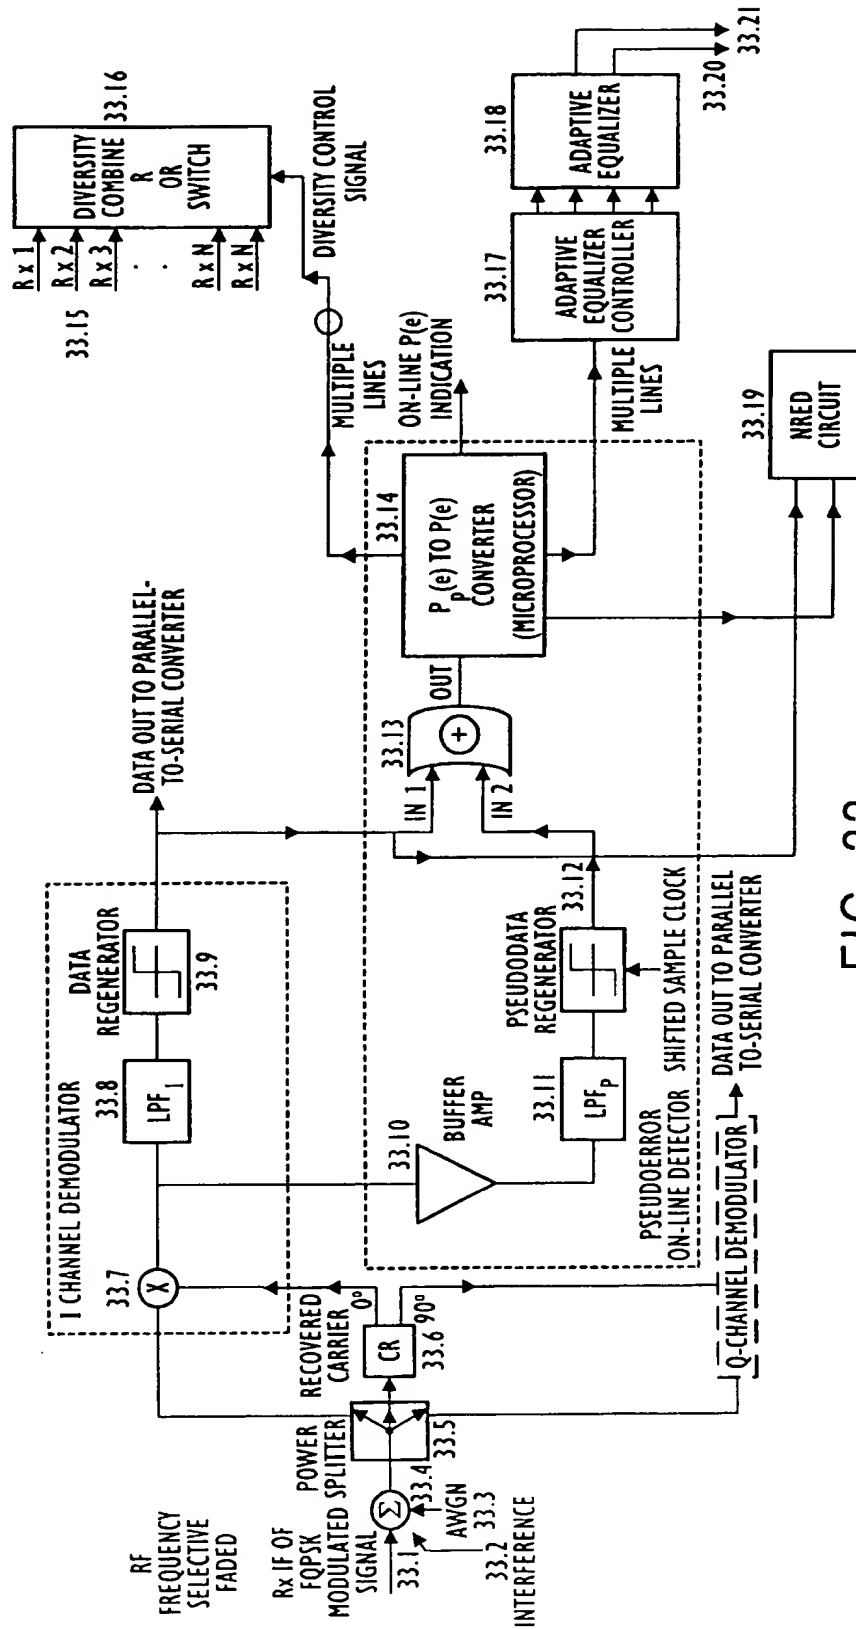 RF
FREQUENCY
SELECTIVE
FADED
Rx IF OF
FQPSK
MODULATED
SIGNAL
33.1
33.2
INTERFERENCE
AWGN
33.3
33.4
Σ
POWER
SPLITTER
33.5
RECOVERED
CARRIER
CR
33.6
0°
90°
I CHANNEL DEMODULATOR
33.7
X
33.8
LPF1
DATA
REGENERATOR
33.9
DATA OUT TO PARALLEL-
TO-SERIAL CONVERTER
33.10
BUFFER
AMP
33.11
LPFP
PSEUDODATA
REGENERATOR
33.12
SHIFTED SAMPLE CLOCK
PSEUDOERROR
ON-LINE DETECTOR
Q-CHANNEL DEMODULATOR
DATA OUT TO PARALLEL
TO-SERIAL CONVERTER
IN 1
IN 2
33.13
+
OUT
33.14
Pp(e) TO P(e)
CONVERTER
(MICROPROCESSOR)
MULTIPLE
LINES
ON-LINE P(e)
INDICATION
MULTIPLE
LINES
DIVERSITY CONTROL
SIGNAL
33.15
Rx 1
Rx 2
Rx 3
. .
Rx N
Rx N
DIVERSITY
COMBINE
R
OR
SWITCH
33.16
33.17
ADAPTIVE
EQUALIZER
CONTROLLER
33.18
ADAPTIVE
EQUALIZER
33.20
33.21
33.19
NRED
CIRCUIT